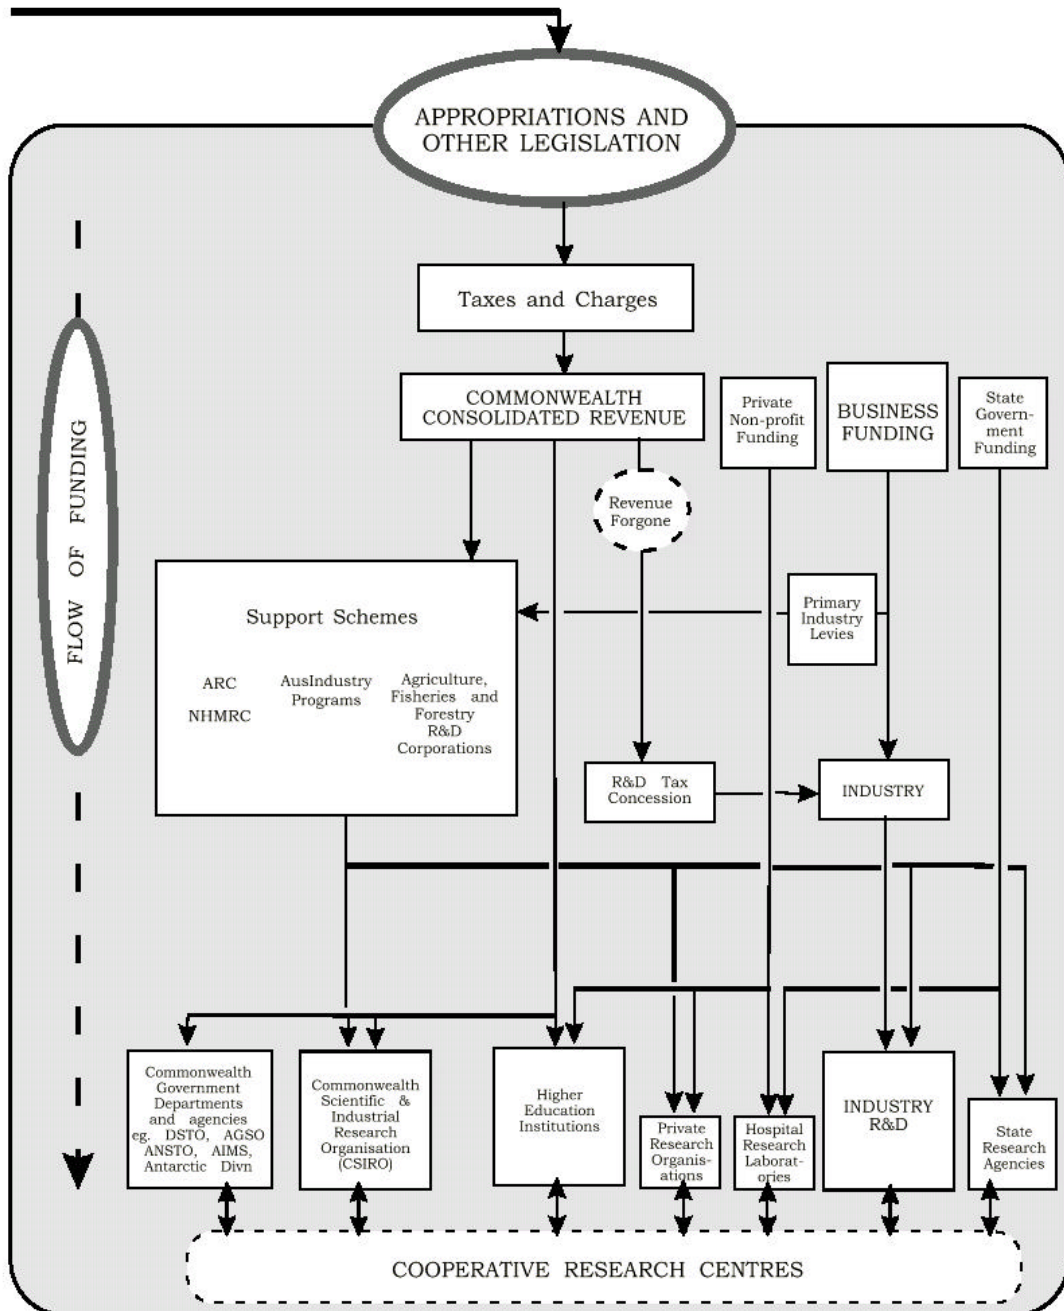 APPROPRIATIONS AND
OTHER LEGISLATION
Taxes and Charges
COMMONWEALTH
CONSOLIDATED REVENUE
Private
Non-profit
Funding
BUSINESS
FUNDING
State
Govern-
ment
Funding
Revenue
Forgone
FLOW OF FUNDING
Support Schemes
ARC
NHMRC
AusIndustry
Programs
Agriculture,
Fisheries and
Forestry
R&D
Corporations
Primary
Industry
Levies
R&D Tax
Concession
INDUSTRY
Commonwealth
Government
Departments
and agencies
eg. DSTO, AGSO
ANSTO, AIMS,
Antarctic Divn
Commonwealth
Scientific &
Industrial
Research
Organisation
(CSIRO)
Higher
Education
Institutions
Private
Research
Organis-
ations
Hospital
Research
Laborat-
ories
INDUSTRY
R&D
State
Research
Agencies
COOPERATIVE RESEARCH CENTRES